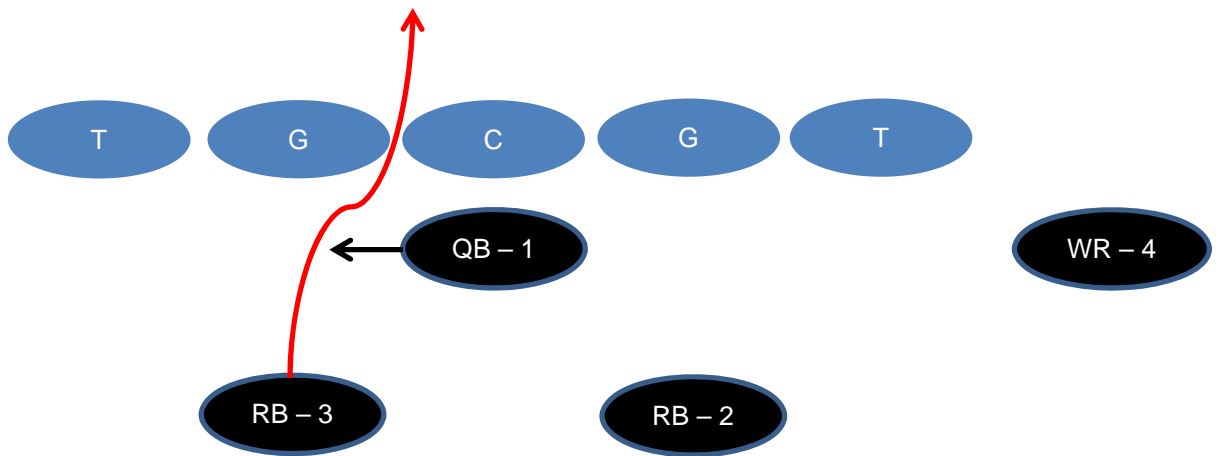 T G C G T
QB – 1 WR – 4
RB – 3 RB – 2